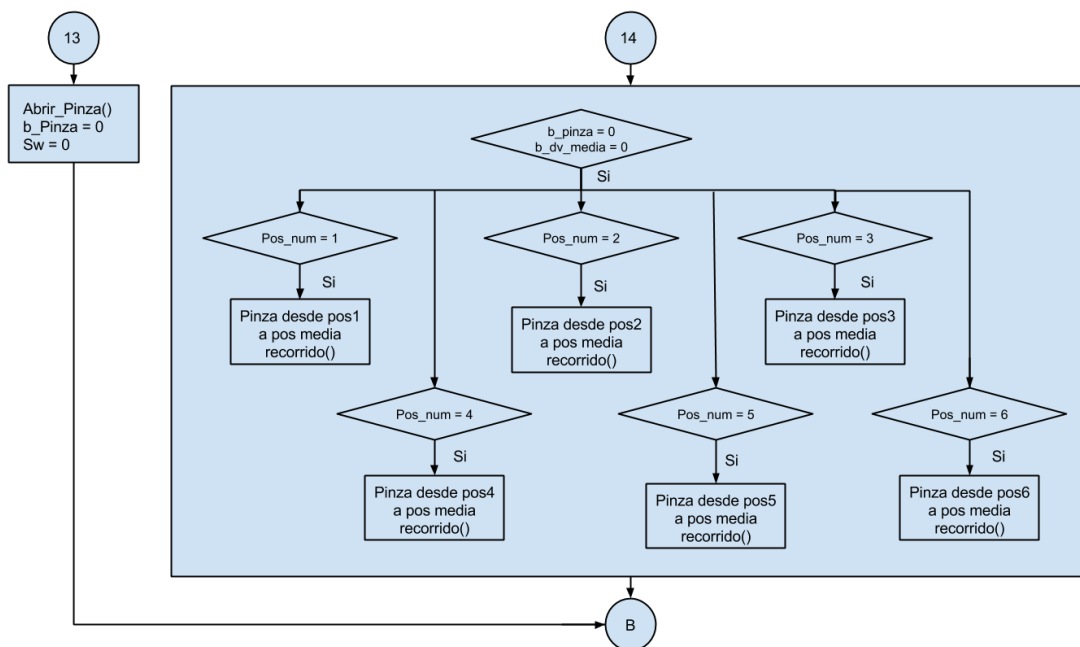 13
14
Abrir_Pinza()
b_Pinza = 0
Sw = 0
b_pinza = 0
b_dv_media = 0
Si
Pos_num = 1
Pos_num = 2
Pos_num = 3
Si
Si
Si
Pinza desde pos1
a pos media
recorrido()
Pinza desde pos2
a pos media
recorrido()
Pinza desde pos3
a pos media
recorrido()
Pos_num = 4
Pos_num = 5
Pos_num = 6
Si
Si
Si
Pinza desde pos4
a pos media
recorrido()
Pinza desde pos5
a pos media
recorrido()
Pinza desde pos6
a pos media
recorrido()
B